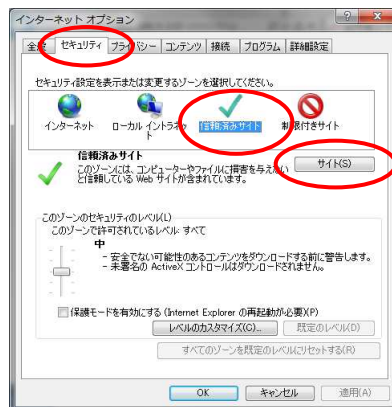 インターネット オプション
全般 セキュリティ プライバシー コンテンツ 接続 プログラム 詳細設定
セキュリティ設定を表示または変更するゾーンを選択してください。
インターネット ローカル イントラネット 信頼済みサイト 制限付きサイト
信頼済みサイト
このゾーンには、コンピューターやファイルに損害を与えない
と信頼している Web サイトが含まれています。
サイト(S)
このゾーンのセキュリティのレベル(L)
このゾーンで許可されているレベル: すべて
中
- 安全でない可能性のあるコンテンツをダウンロードする前に警告します。
- 未署名の ActiveX コントロールはダウンロードされません。
保護モードを有効にする (Internet Explorer の再起動が必要)(P)
レベルのカスタマイズ(C)... 既定のレベル(D)
すべてのゾーンを既定のレベルにリセットする(R)
OK キャンセル 適用(A)